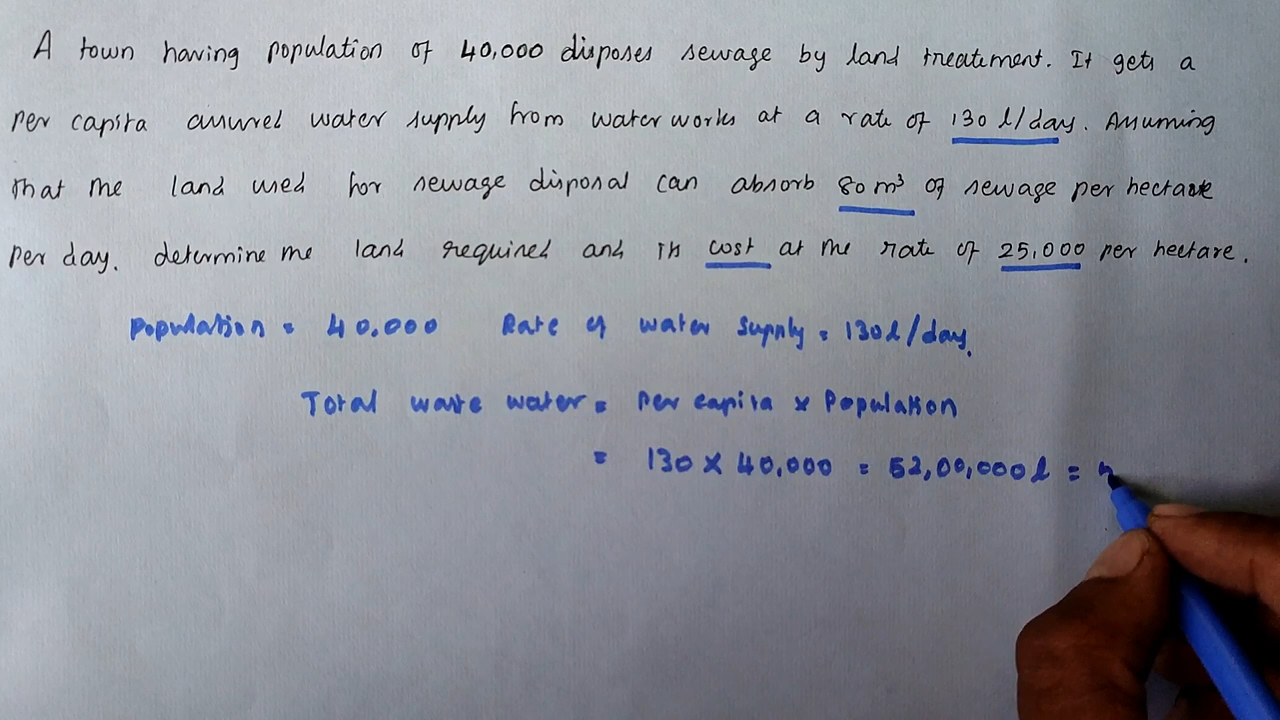 A town having population of 40,000 disposes sewage by land treatment. It gets a
per capita annual water supply from water works at a rate of 130 l/day. Assuming
that the land used for sewage disposal can absorb 80 m³ of sewage per hectare
per day. determine the land required and its cost at the rate of 25,000 per hectare.
Population = 40,000 Rate of water supply = 130 l/day.
Total waste water = Per capita x Population
= 130 x 40,000 = 52,00,000 l =